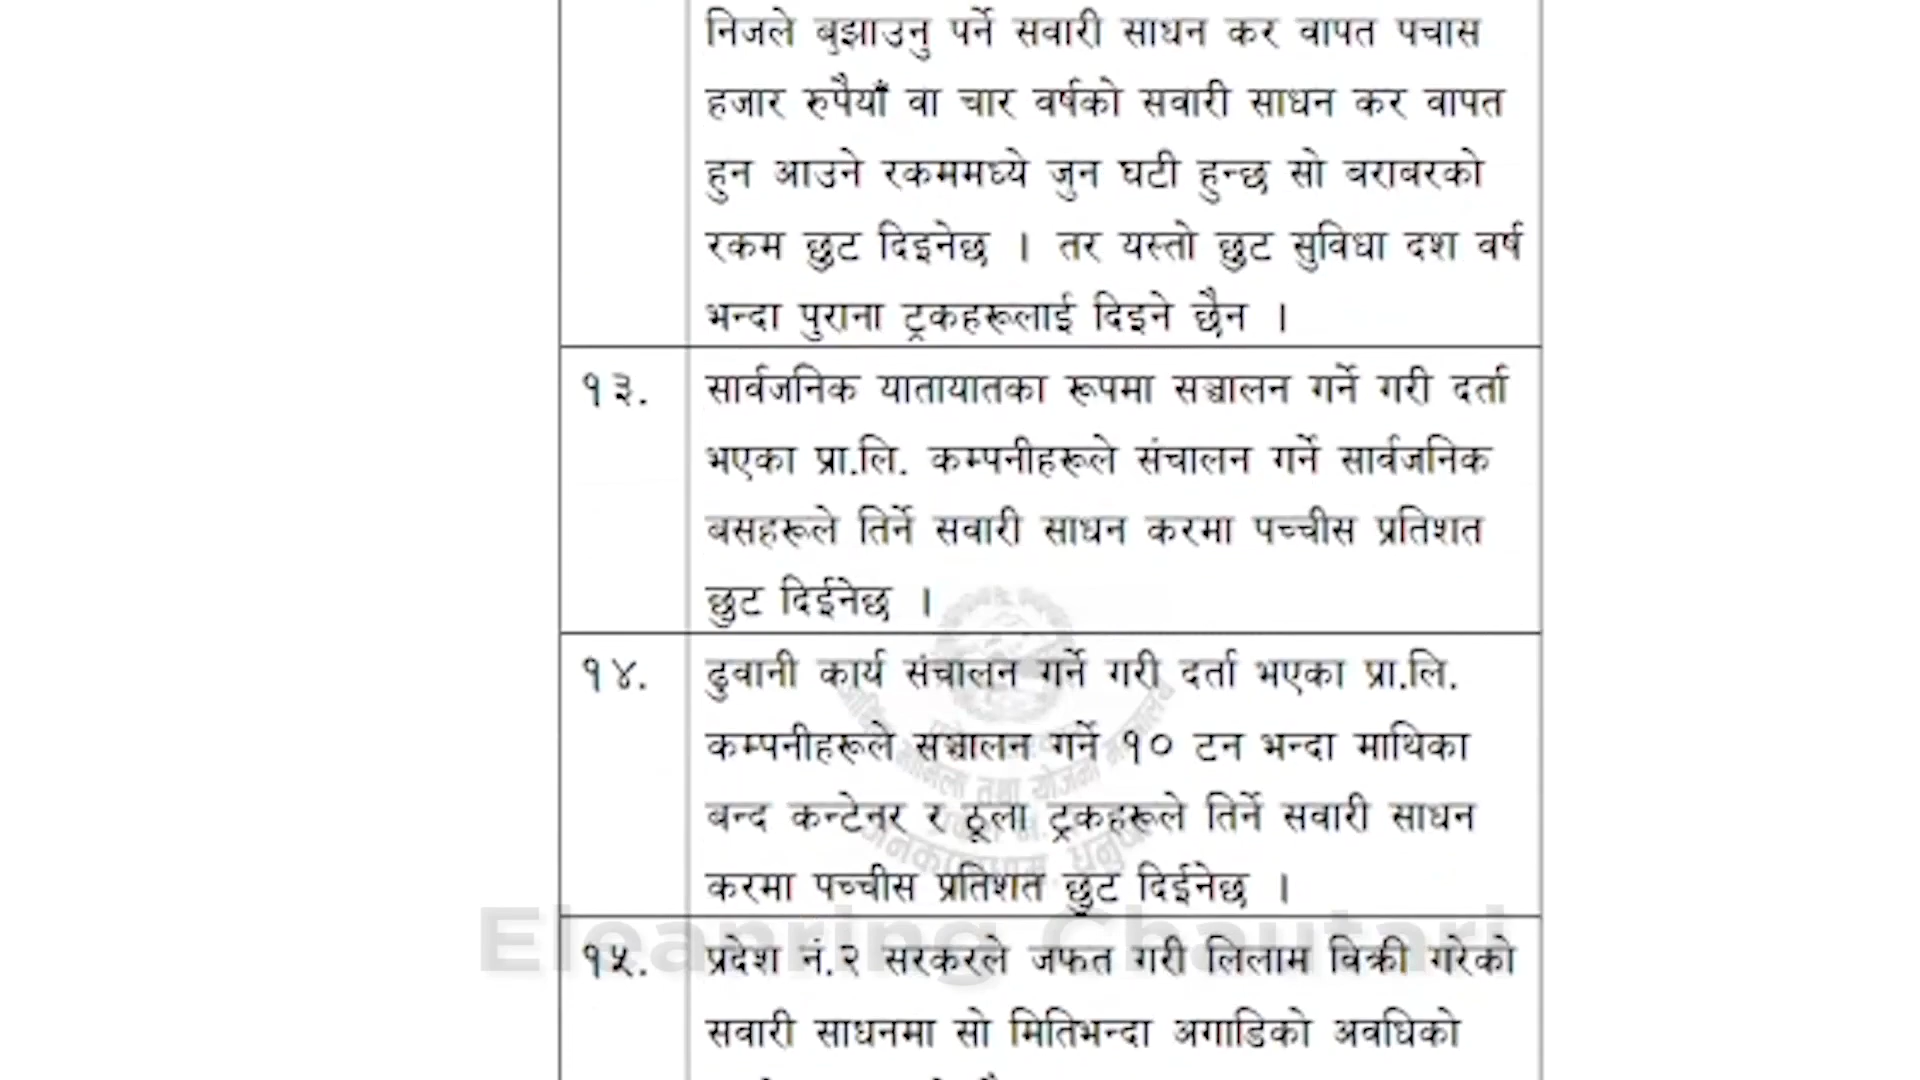 निजले बुझाउनु पर्ने सवारी साधन कर वापत पचास
हजार रुपैयाँ वा चार वर्षको सवारी साधन कर वापत
हुन आउने रकममध्ये जुन घटी हुन्छ सो बराबरको
रकम छुट दिइनेछ । तर यस्तो छुट सुविधा दश वर्ष
भन्दा पुराना ट्रकहरूलाई दिइने छैन ।
१३. सार्वजनिक यातायातका रूपमा सञ्चालन गर्ने गरी दर्ता
भएका प्रा.लि. कम्पनीहरूले संचालन गर्ने सार्वजनिक
बसहरूले तिर्ने सवारी साधन करमा पच्चीस प्रतिशत
छुट दिईनेछ ।
१४. ढुवानी कार्य संचालन गर्ने गरी दर्ता भएका प्रा.लि.
कम्पनीहरूले सञ्चालन गर्ने १० टन भन्दा माथिका
बन्द कन्टेनर र ठूला ट्रकहरूले तिर्ने सवारी साधन
करमा पच्चीस प्रतिशत छुट दिईनेछ ।
Eleanring Chautari
१५. प्रदेश नं.२ सरकरले जफत गरी लिलाम विक्री गरेको
सवारी साधनमा सो मितिभन्दा अगाडिको अवधिको